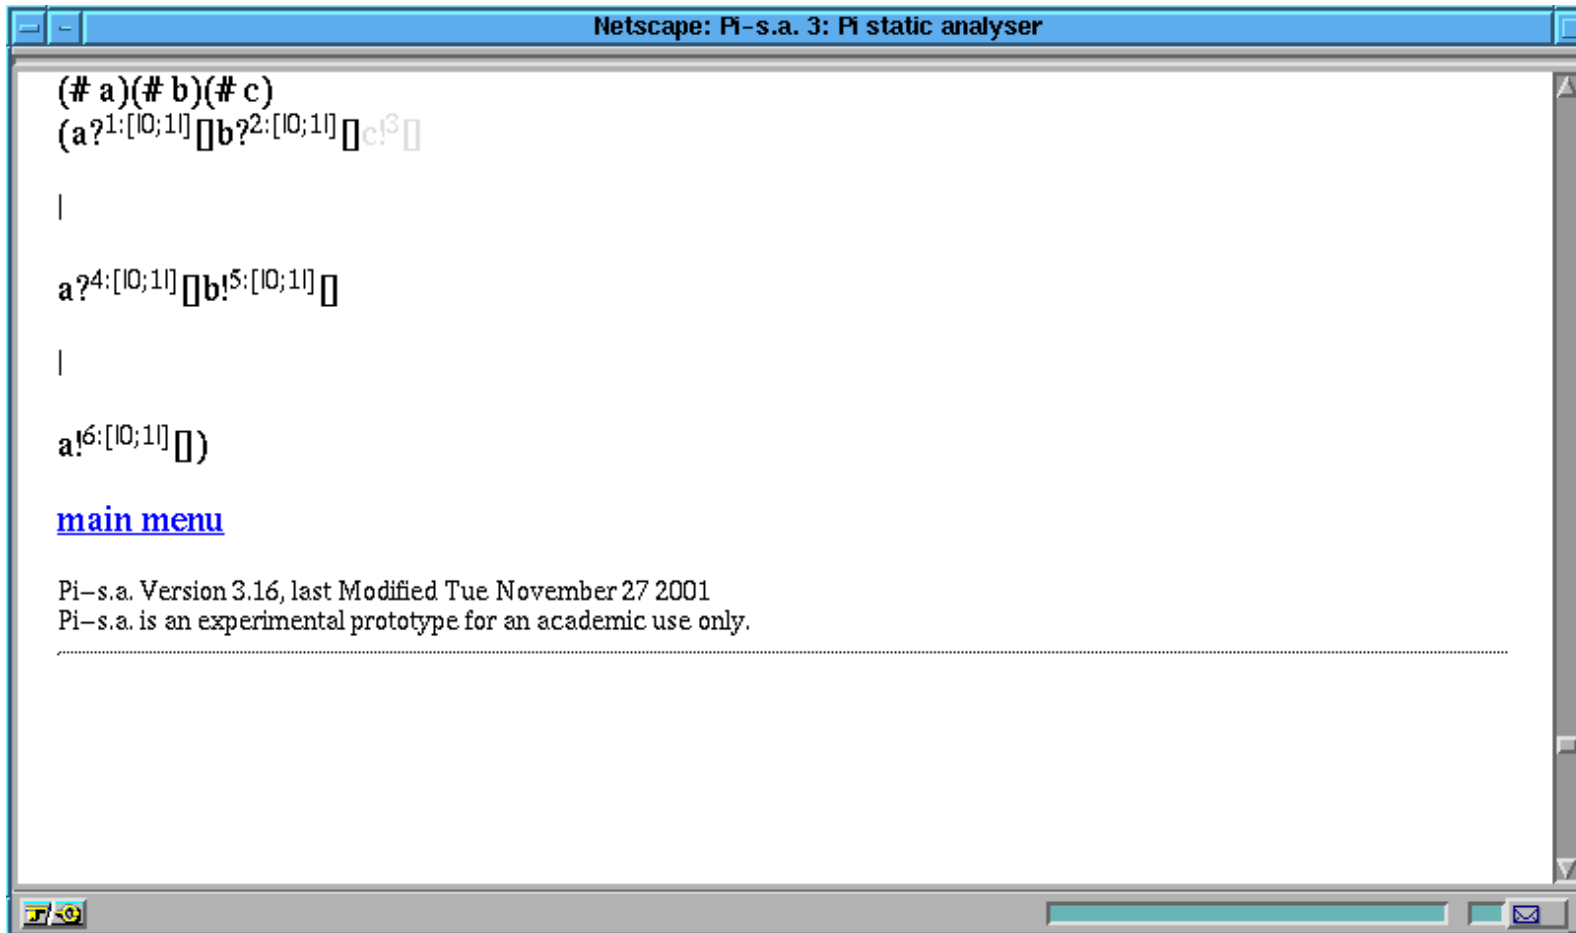 Netscape: Pi-s.a. 3: Pi static analyser
(# a)(# b)(# c)
(a?1:[|0;1|][]b?2:[|0;1|][]c!3[]
|
a?4:[|0;1|][]b!5:[|0;1|][]
|
a!6:[|0;1|][])
main menu
Pi-s.a. Version 3.16, last Modified Tue November 27 2001
Pi-s.a. is an experimental prototype for an academic use only.